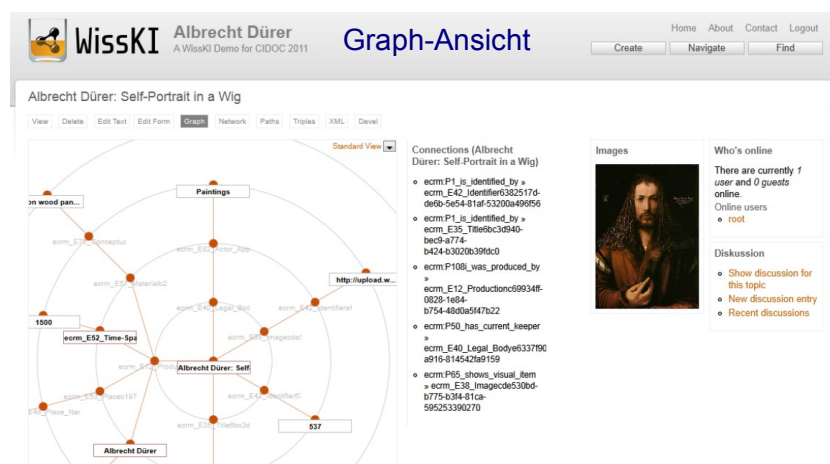 WissKI
Albrecht Dürer
A WissKI Demo for CIDOC 2011
Graph-Ansicht
Home About Contact Logout
Create Navigate Find
Albrecht Dürer: Self-Portrait in a Wig
View Delete Edit Text Edit Form Graph Network Paths Triples XML Devel
Standard View
Paintings
on wood pan...
http://upload.w...
1500
ecrm_E52_Time-Spa
Albrecht Dürer: Self-
537
Albrecht Dürer
Connections (Albrecht
Dürer: Self-Portrait in a Wig)
ecrm:P1_is_identified_by »
ecrm_E42_Identifier6382517d-
de6b-5e54-81af-53200a496f56
ecrm:P1_is_identified_by »
ecrm_E35_Title6bc3d940-
bec9-a774-
b424-b3020b39fdc0
ecrm:P108i_was_produced_by
»
ecrm_E12_Productionc69934ff-
0828-1e84-
b754-48d0a5f47b22
ecrm:P50_has_current_keeper
»
ecrm_E40_Legal_Bodye6337f90
a916-814542fa9159
ecrm:P65_shows_visual_item
» ecrm_E38_Imagecde530bd-
b775-b3f4-81ca-
595253390270
Images
Who's online
There are currently 1
user and 0 guests
online.
Online users
root
Discussion
Show discussion for
this topic
New discussion entry
Recent discussions